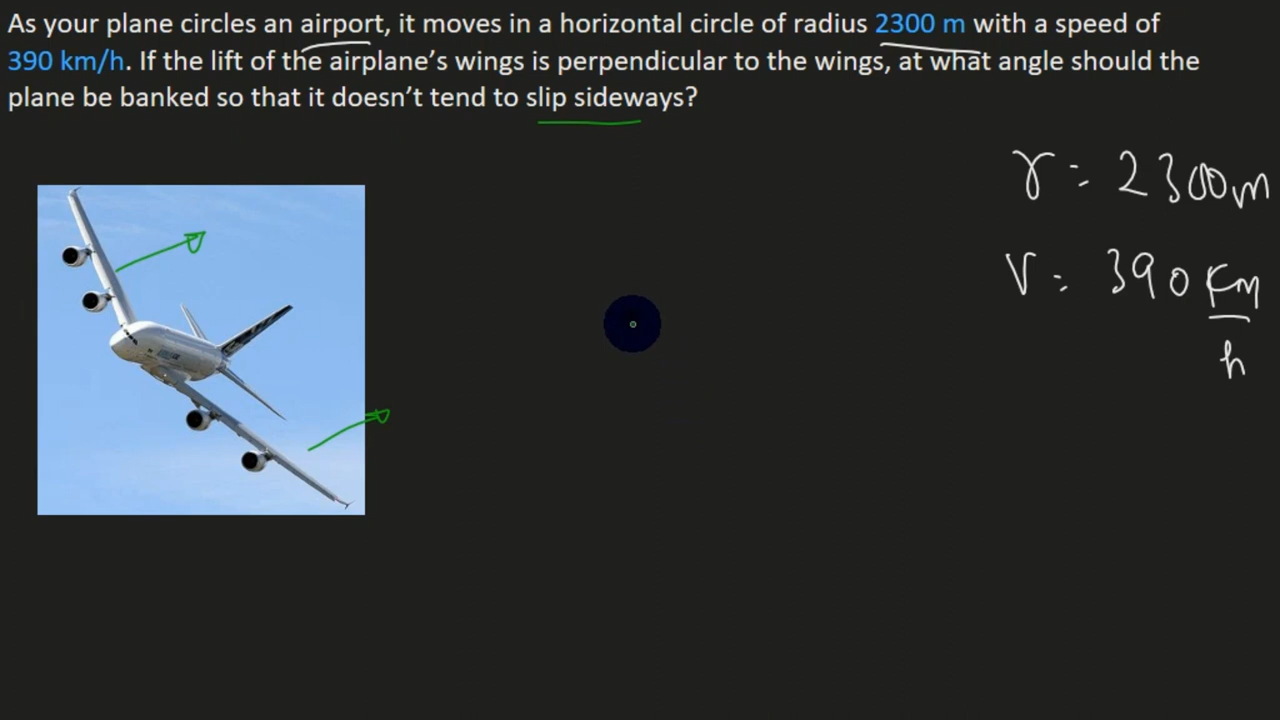 As your plane circles an airport, it moves in a horizontal circle of radius 2300 m with a speed of
390 km/h. If the lift of the airplane’s wings is perpendicular to the wings, at what angle should the
plane be banked so that it doesn’t tend to slip sideways?
r = 2300m
V = 390 Km
h